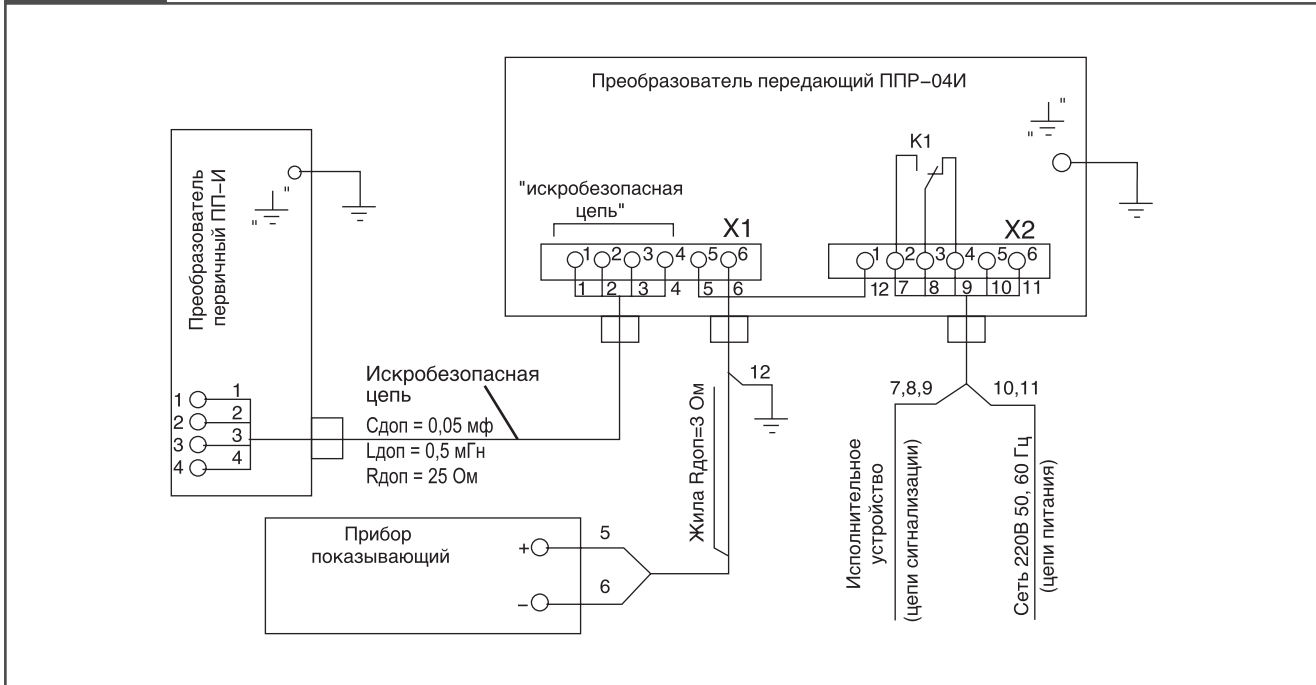 Преобразователь передающий ППР–04И
"
"
K1
"искробезопасная
цепь"
X1
X2
1 2 3 4 5 6
1 2 3 4 5 6
1 2 3 4 5 6
12 7 8 9 10 11
Преобразователь
первичный ПП–И
"
"
1 1
2 2
3 3
4 4
Искробезопасная
цепь
Cдоп = 0,05 мф
Lдоп = 0,5 мГн
Rдоп = 25 Ом
12
Жила Rдоп=3 Ом
7,8,9
10,11
Исполнительное
устройство
(цепи сигнализации)
Сеть 220В 50, 60 Гц
(цепи питания)
Прибор
показывающий
+ 5
– 6